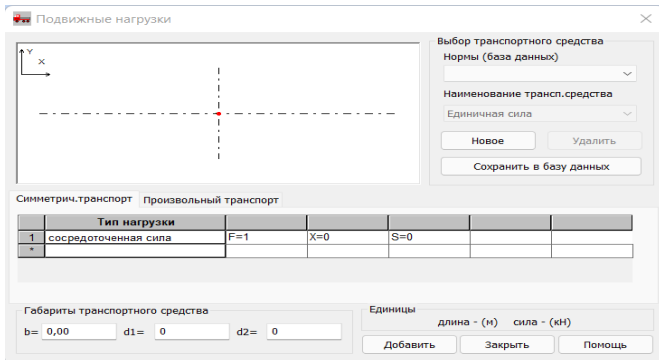 Подвижные нагрузки
Y
X
Выбор транспортного средства
Нормы (база данных)
Наименование трансп.средства
Единичная сила
Новое
Удалить
Сохранить в базу данных
Симметрич.транспорт Произвольный транспорт
Тип нагрузки
1 сосредоточенная сила F=1 X=0 S=0
*
Габариты транспортного средства
b= 0,00 d1= 0 d2= 0
Единицы
длина - (м) сила - (кН)
Добавить Закрыть Помощь